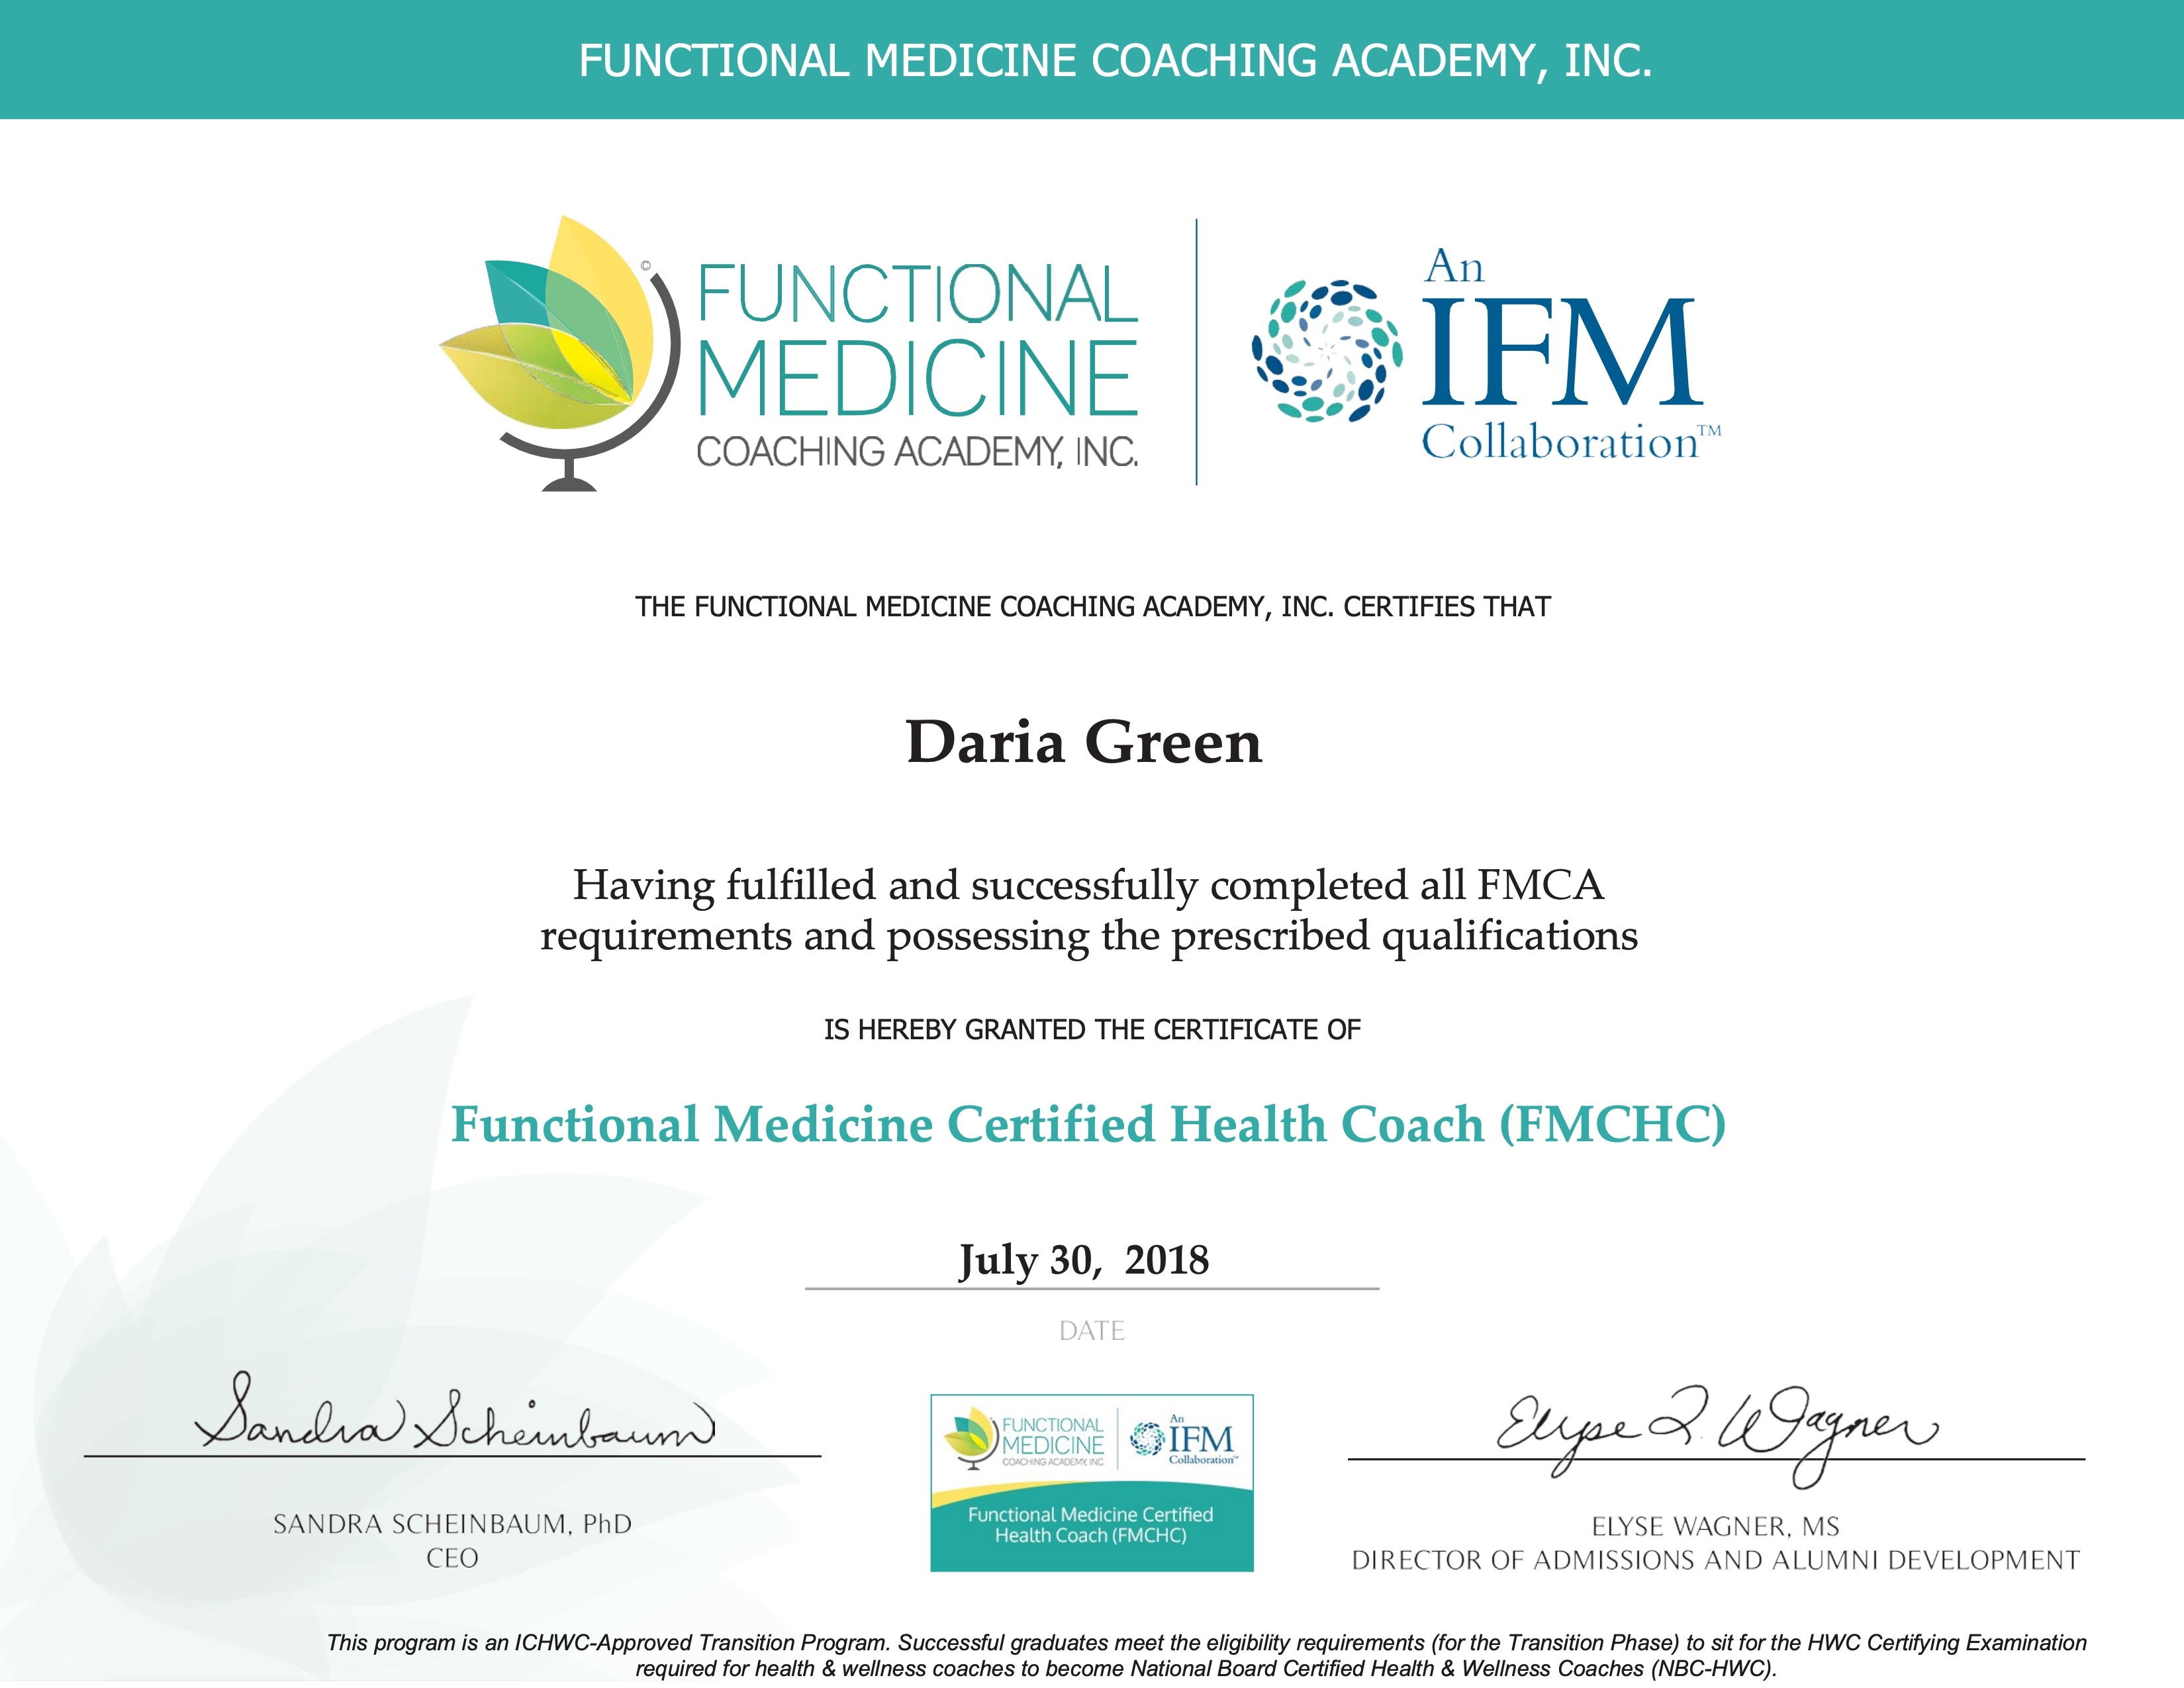 FUNCTIONAL MEDICINE COACHING ACADEMY, INC.
©
FUNCTIONAL
MEDICINE
COACHING ACADEMY, INC.
An
IFM
Collaboration™
THE FUNCTIONAL MEDICINE COACHING ACADEMY, INC. CERTIFIES THAT
Daria Green
Having fulfilled and successfully completed all FMCA
requirements and possessing the prescribed qualifications
IS HEREBY GRANTED THE CERTIFICATE OF
Functional Medicine Certified Health Coach (FMCHC)
July 30, 2018
DATE
Sandra Scheinbaum
SANDRA SCHEINBAUM, PhD
CEO
FUNCTIONAL
MEDICINE
COACHING ACADEMY, INC.
An
IFM
Collaboration™
Functional Medicine Certified
Health Coach (FMCHC)
Elyse Wagner
ELYSE WAGNER, MS
DIRECTOR OF ADMISSIONS AND ALUMNI DEVELOPMENT
This program is an ICHWC-Approved Transition Program. Successful graduates meet the eligibility requirements (for the Transition Phase) to sit for the HWC Certifying Examination
required for health & wellness coaches to become National Board Certified Health & Wellness Coaches (NBC-HWC).